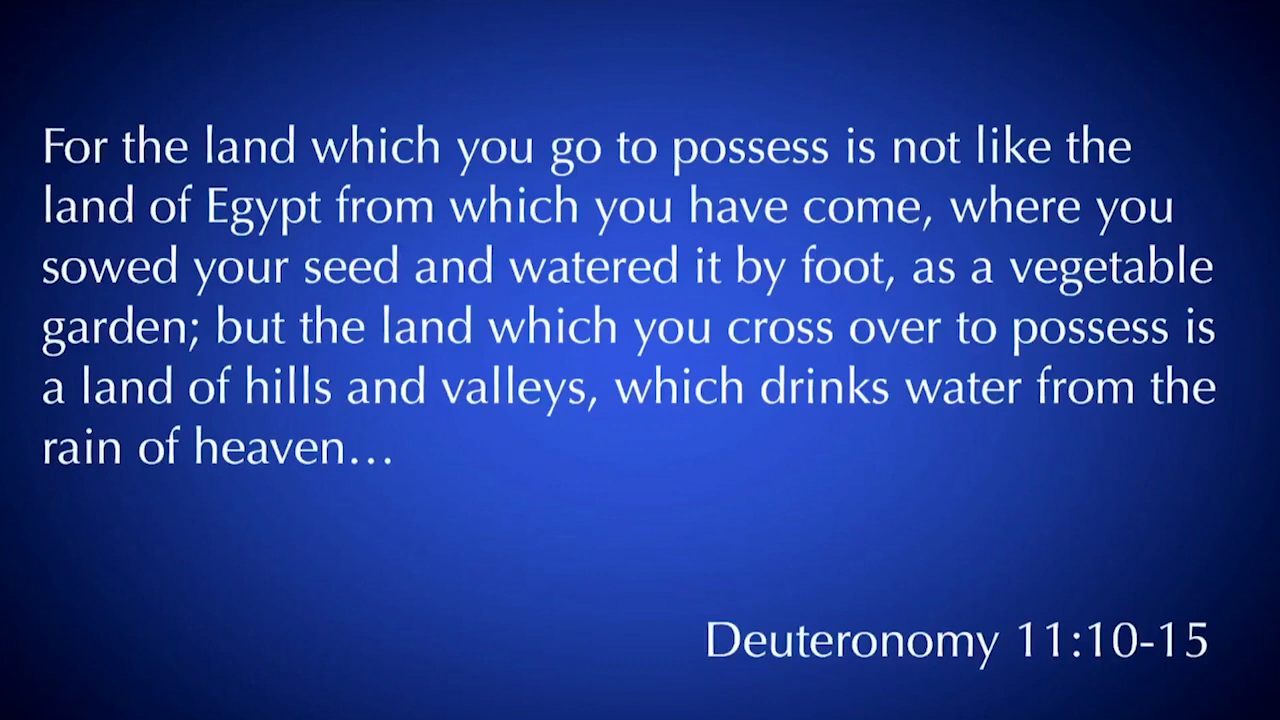 For the land which you go to possess is not like the
land of Egypt from which you have come, where you
sowed your seed and watered it by foot, as a vegetable
garden; but the land which you cross over to possess is
a land of hills and valleys, which drinks water from the
rain of heaven…
Deuteronomy 11:10-15